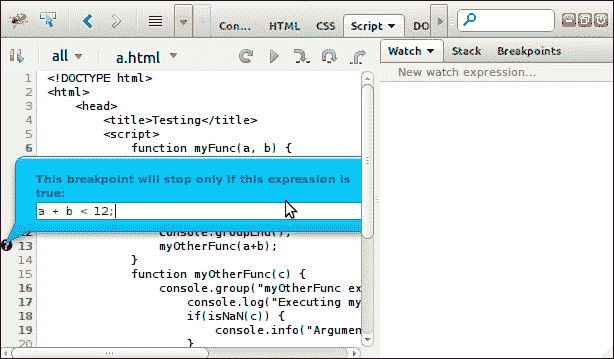 Con... HTML CSS Script DO
all a.html
Watch Stack Breakpoints
New watch expression...
1 <!DOCTYPE html>
2 <html>
3 <head>
4 <title>Testing</title>
5 <script>
6 function myFunc(a, b) {
This breakpoint will stop only if this expression is
true:
a + b < 12;
12 console.groupEnd();
13 myOtherFunc(a+b);
14 }
15 function myOtherFunc(c) {
16 console.group("myOtherFunc ex
17 console.log("Executing my
18 if(isNaN(c)) {
19 console.info("Argumen
20 }